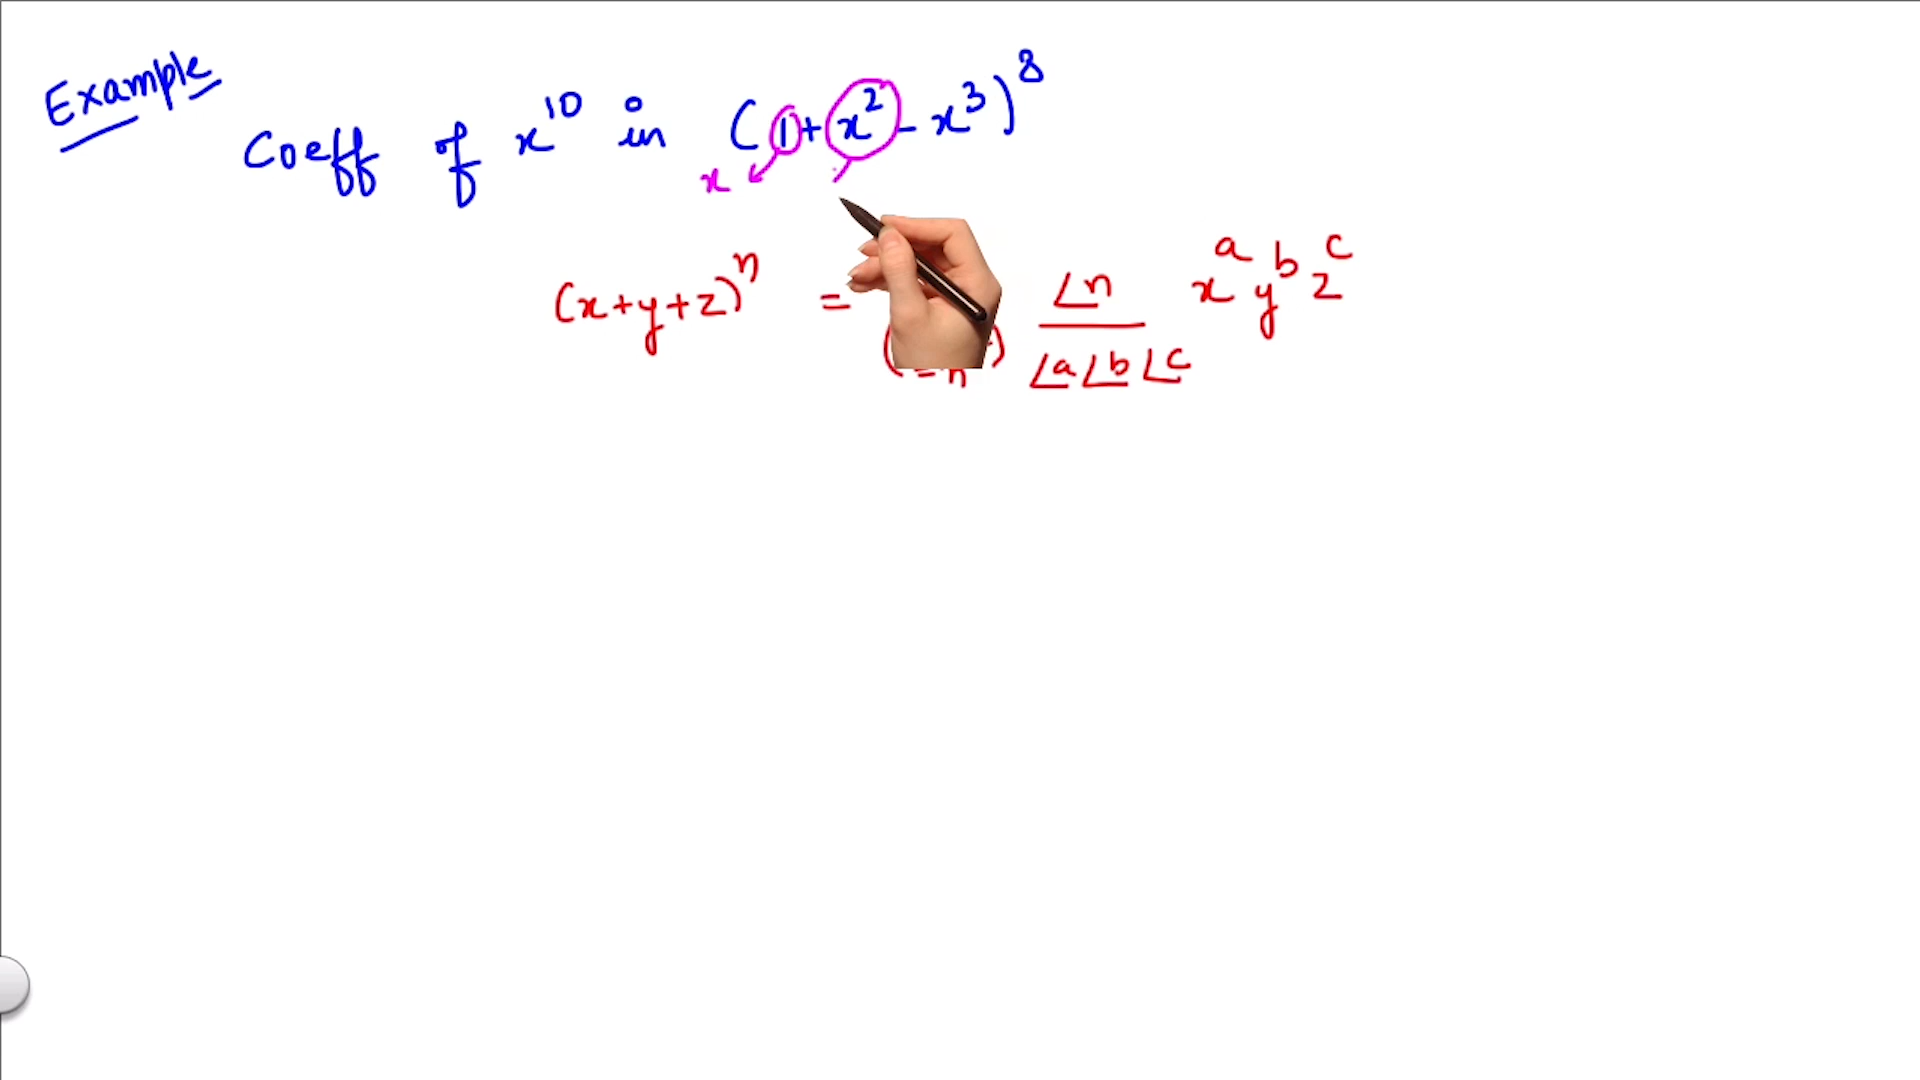 Example
Coeff of x^10 in (1 + x^2 - x^3)^8
x
(x+y+z)^n = ∠n x^a y^b z^c
( = n ) ∠a ∠b ∠c